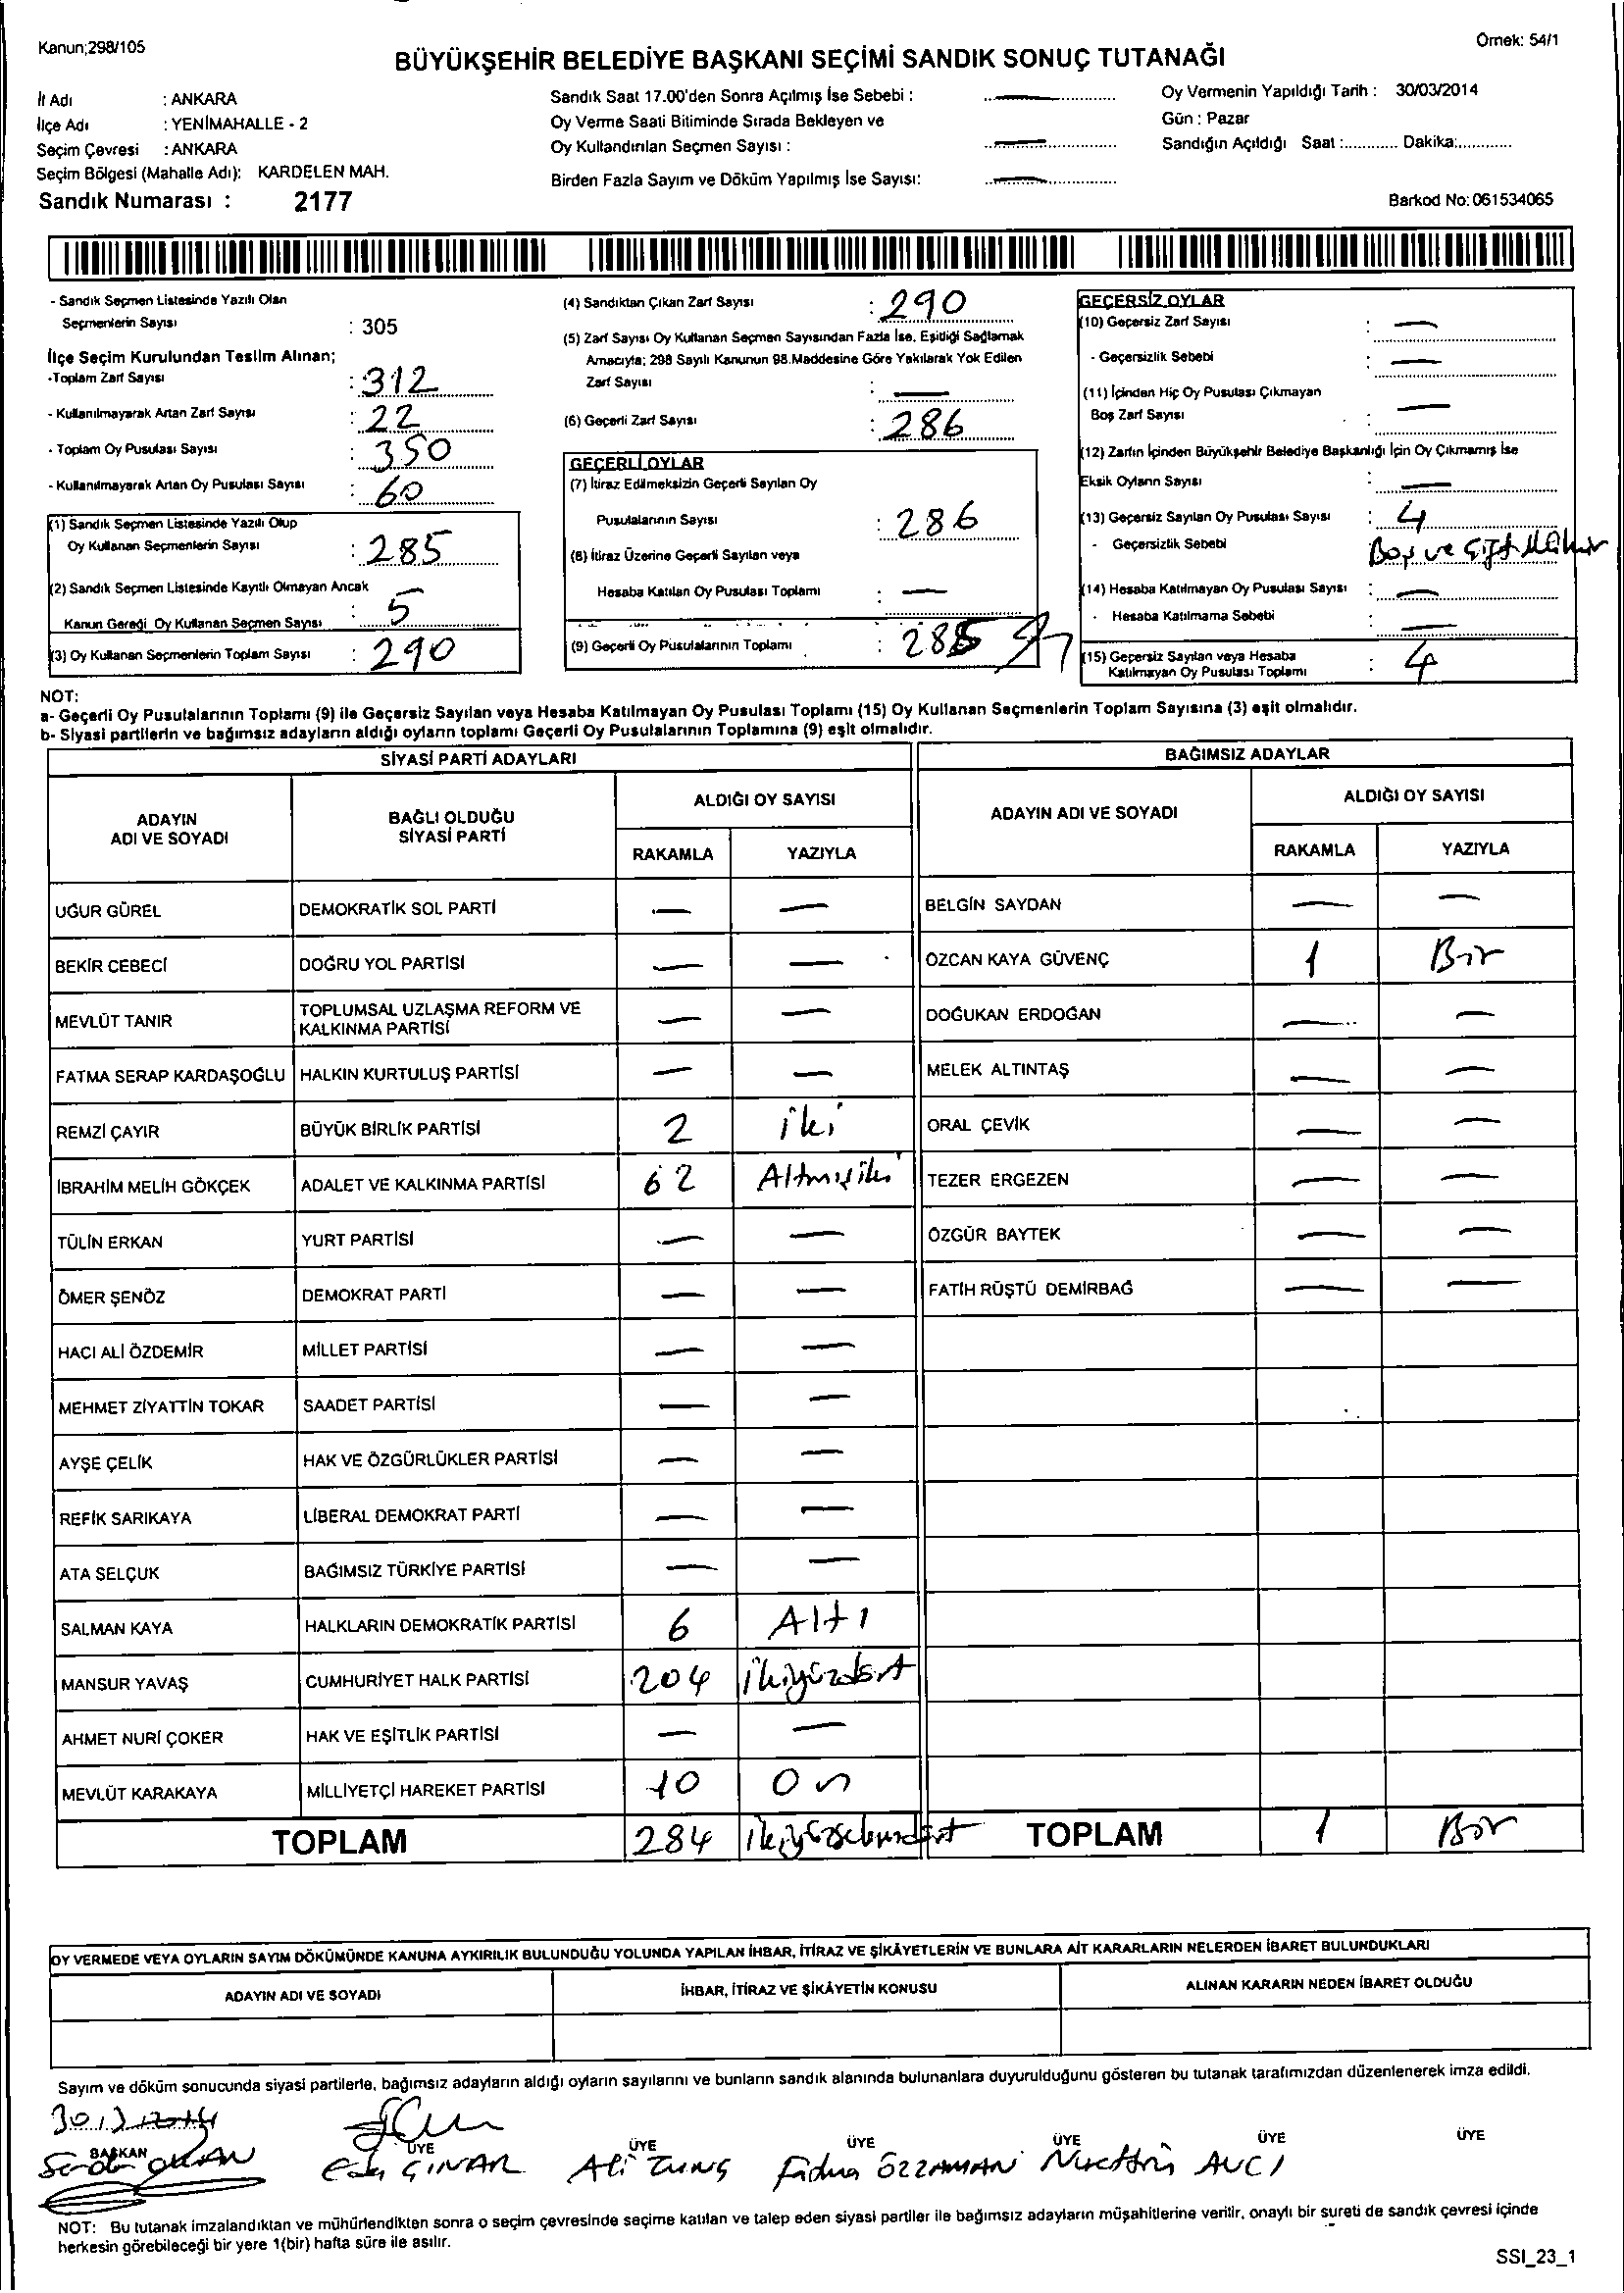 Kanun;298/105
Örnek: 54/1
BÜYÜKŞEHİR BELEDİYE BAŞKANI SEÇİMİ SANDIK SONUÇ TUTANAĞI
İl Adı : ANKARA
İlçe Adı : YENİMAHALLE - 2
Seçim Çevresi : ANKARA
Seçim Bölgesi (Mahalle Adı): KARDELEN MAH.
Sandık Numarası : 2177
Sandık Saat 17.00'den Sonra Açılmış İse Sebebi :
Oy Verme Saati Bitiminde Sırada Bekleyen ve
Oy Kullandırılan Seçmen Sayısı :
Birden Fazla Sayım ve Döküm Yapılmış İse Sayısı:
Oy Vermenin Yapıldığı Tarih : 30/03/2014
Gün : Pazar
Sandığın Açıldığı Saat :............ Dakika:............
Barkod No: 061534065
- Sandık Seçmen Listesinde Yazılı Olan
Seçmenlerin Sayısı : 305
İlçe Seçim Kurulundan Teslim Alınan;
-Toplam Zarf Sayısı : 312
- Kullanılmayarak Artan Zarf Sayısı : 22
- Toplam Oy Pusulası Sayısı : 350
- Kullanılmayarak Artan Oy Pusulası Sayısı : 60
(1) Sandık Seçmen Listesinde Yazılı Olup
Oy Kullanan Seçmenlerin Sayısı : 285
(2) Sandık Seçmen Listesinde Kayıtlı Olmayan Ancak
Kanun Gereği Oy Kullanan Seçmen Sayısı : 5
(3) Oy Kullanan Seçmenlerin Toplam Sayısı : 290
(4) Sandıktan Çıkan Zarf Sayısı : 290
(5) Zarf Sayısı Oy Kullanan Seçmen Sayısından Fazla İse, Eşitliği Sağlamak
Amacıyla; 298 Sayılı Kanunun 98.Maddesine Göre Yakılarak Yok Edilen
Zarf Sayısı : —
(6) Geçerli Zarf Sayısı : 286
GEÇERLİ OYLAR
(7) İtiraz Edilmeksizin Geçerli Sayılan Oy
Pusulalarının Sayısı : 286
(8) İtiraz Üzerine Geçerli Sayılan veya
Hesaba Katılan Oy Pusulası Toplamı : —
(9) Geçerli Oy Pusulalarının Toplamı :
GEÇERSİZ OYLAR
(10) Geçersiz Zarf Sayısı : —
- Geçersizlik Sebebi : —
(11) İçinden Hiç Oy Pusulası Çıkmayan
Boş Zarf Sayısı : —
(12) Zarfın İçinden Büyükşehir Belediye Başkanlığı İçin Oy Çıkmamış İse
Eksik Oyların Sayısı : —
(13) Geçersiz Sayılan Oy Pusulası Sayısı : 4
- Geçersizlik Sebebi : Boş ve Çift Mühür
(14) Hesaba Katılmayan Oy Pusulası Sayısı : —
- Hesaba Katılmama Sebebi : —
(15) Geçersiz Sayılan veya Hesaba
Katılmayan Oy Pusulası Toplamı : 4
NOT:
a- Geçerli Oy Pusulalarının Toplamı (9) ile Geçersiz Sayılan veya Hesaba Katılmayan Oy Pusulası Toplamı (15) Oy Kullanan Seçmenlerin Toplam Sayısına (3) eşit olmalıdır.
b- Siyasi partilerin ve bağımsız adayların aldığı oyların toplamı Geçerli Oy Pusulalarının Toplamına (9) eşit olmalıdır.
SİYASİ PARTİ ADAYLARI
ADAYIN
ADI VE SOYADI
BAĞLI OLDUĞU
SİYASİ PARTİ
ALDIĞI OY SAYISI
RAKAMLA YAZIYLA
UĞUR GÜREL DEMOKRATİK SOL PARTİ — —
BEKİR CEBECİ DOĞRU YOL PARTİSİ — —
MEVLÜT TANIR TOPLUMSAL UZLAŞMA REFORM VE
KALKINMA PARTİSİ — —
FATMA SERAP KARDAŞOĞLU HALKIN KURTULUŞ PARTİSİ — —
REMZİ ÇAYIR BÜYÜK BİRLİK PARTİSİ 2 iki
İBRAHİM MELİH GÖKÇEK ADALET VE KALKINMA PARTİSİ 62 Altmışiki
TÜLİN ERKAN YURT PARTİSİ — —
ÖMER ŞENÖZ DEMOKRAT PARTİ — —
HACI ALİ ÖZDEMİR MİLLET PARTİSİ — —
MEHMET ZİYATTİN TOKAR SAADET PARTİSİ — —
AYŞE ÇELİK HAK VE ÖZGÜRLÜKLER PARTİSİ — —
REFİK SARIKAYA LİBERAL DEMOKRAT PARTİ — —
ATA SELÇUK BAĞIMSIZ TÜRKİYE PARTİSİ — —
SALMAN KAYA HALKLARIN DEMOKRATİK PARTİSİ 6 Altı
MANSUR YAVAŞ CUMHURİYET HALK PARTİSİ 204 ikiyüzdört
AHMET NURİ ÇOKER HAK VE EŞİTLİK PARTİSİ — —
MEVLÜT KARAKAYA MİLLİYETÇİ HAREKET PARTİSİ 10 On
TOPLAM 284 ikiyüzseksendört
BAĞIMSIZ ADAYLAR
ADAYIN ADI VE SOYADI
ALDIĞI OY SAYISI
RAKAMLA YAZIYLA
BELGİN SAYDAN — —
ÖZCAN KAYA GÜVENÇ 1 Bir
DOĞUKAN ERDOĞAN — —
MELEK ALTINTAŞ — —
ORAL ÇEVİK — —
TEZER ERGEZEN — —
ÖZGÜR BAYTEK — —
FATİH RÜŞTÜ DEMİRBAĞ — —
TOPLAM 1 Bir
OY VERMEDE VEYA OYLARIN SAYIM DÖKÜMÜNDE KANUNA AYKIRILIK BULUNDUĞU YOLUNDA YAPILAN İHBAR, İTİRAZ VE ŞİKÂYETLERİN VE BUNLARA AİT KARARLARIN NELERDEN İBARET BULUNDUKLARI
ADAYIN ADI VE SOYADI
İHBAR, İTİRAZ VE ŞİKÂYETİN KONUSU
ALINAN KARARIN NEDEN İBARET OLDUĞU
Sayım ve döküm sonucunda siyasi partilerle, bağımsız adayların aldığı oyların sayılarını ve bunların sandık alanında bulunanlara duyurulduğunu gösteren bu tutanak tarafımızdan düzenlenerek imza edildi.
BAŞKAN ÜYE ÜYE ÜYE ÜYE ÜYE ÜYE
ÇINAR Ali TUNÇ ÖZZAMAN Nurettin AVCI
NOT: Bu tutanak imzalandıktan ve mühürlendikten sonra o seçim çevresinde seçime katılan ve talep eden siyasi partiler ile bağımsız adayların müşahitlerine verilir, onaylı bir sureti de sandık çevresi içinde
herkesin görebileceği bir yere 1(bir) hafta süre ile asılır.
SSI_23_1